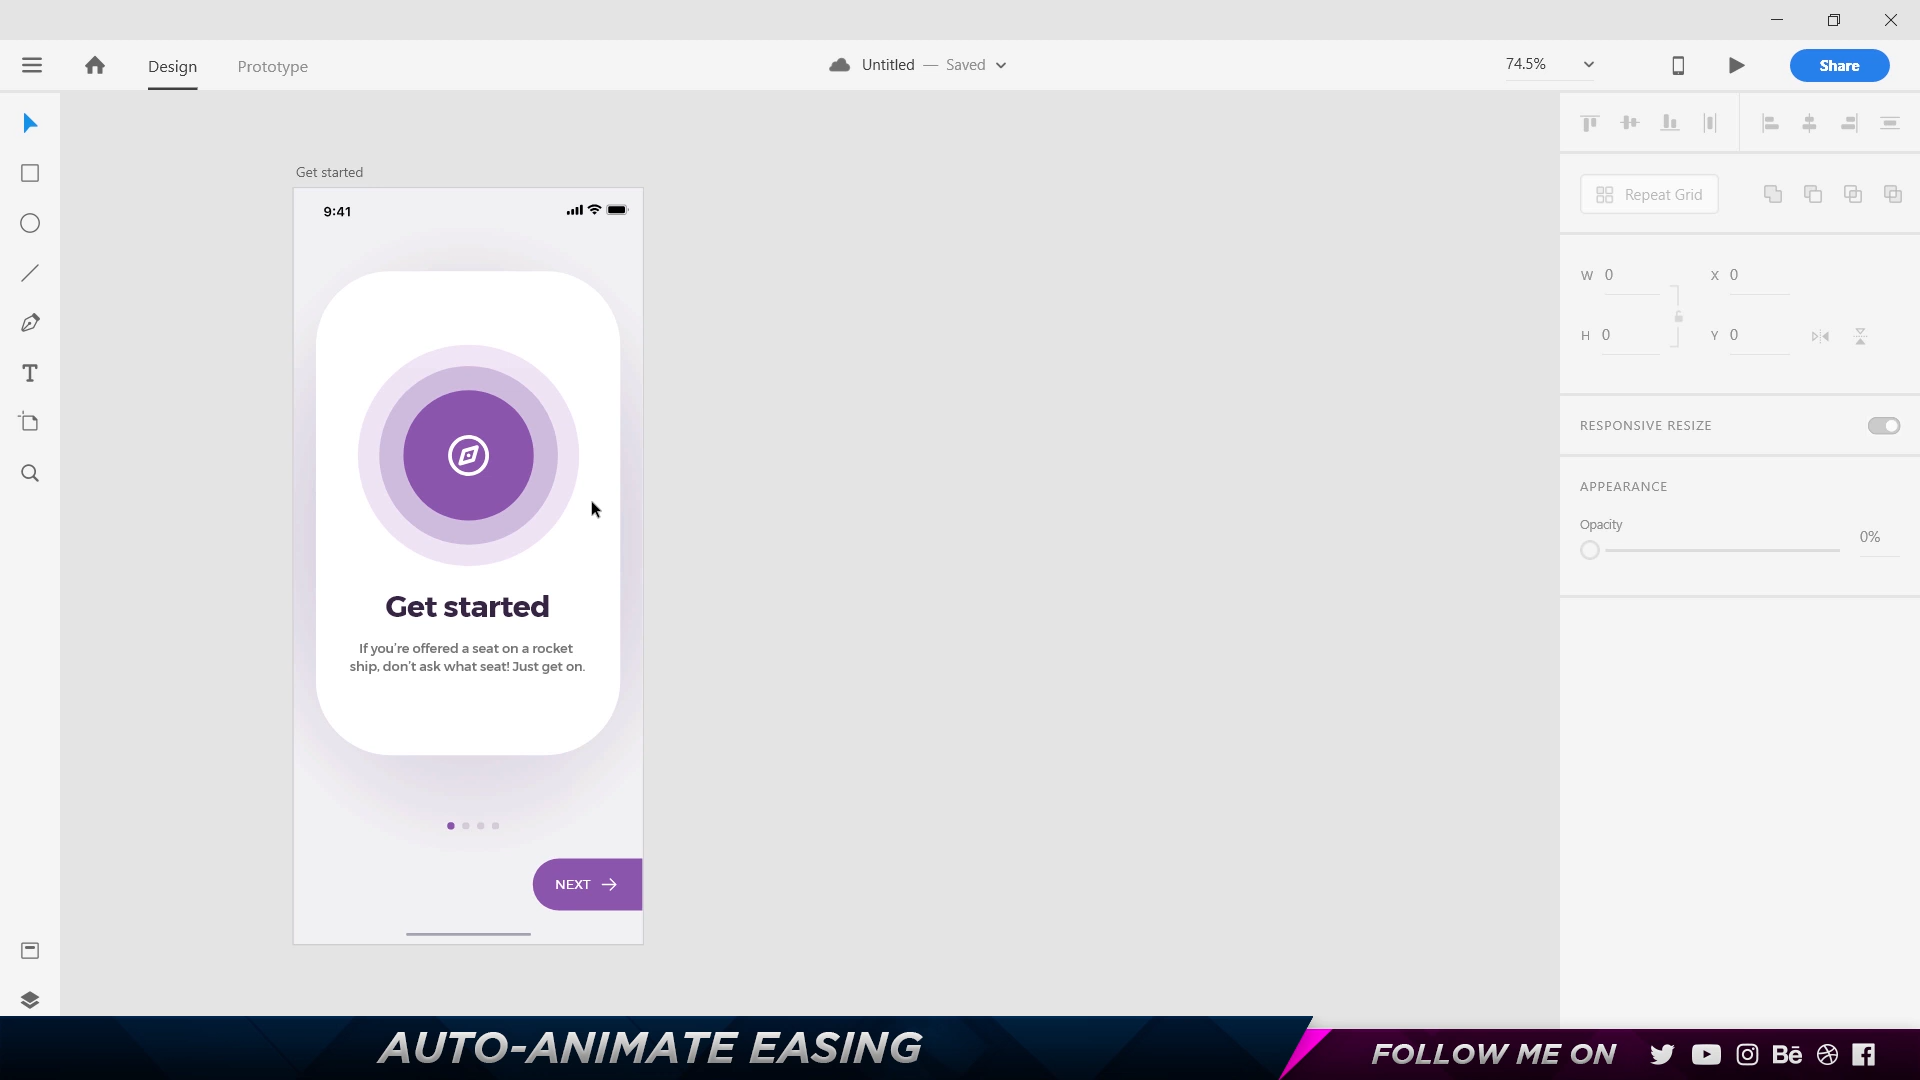 Design
Prototype
Untitled — Saved
74.5%
Share
Get started
9:41
Get started
If you're offered a seat on a rocket
ship, don't ask what seat! Just get on.
NEXT
Repeat Grid
W 0
X 0
H 0
Y 0
RESPONSIVE RESIZE
APPEARANCE
Opacity
0%
AUTO-ANIMATE EASING
FOLLOW ME ON
Bē